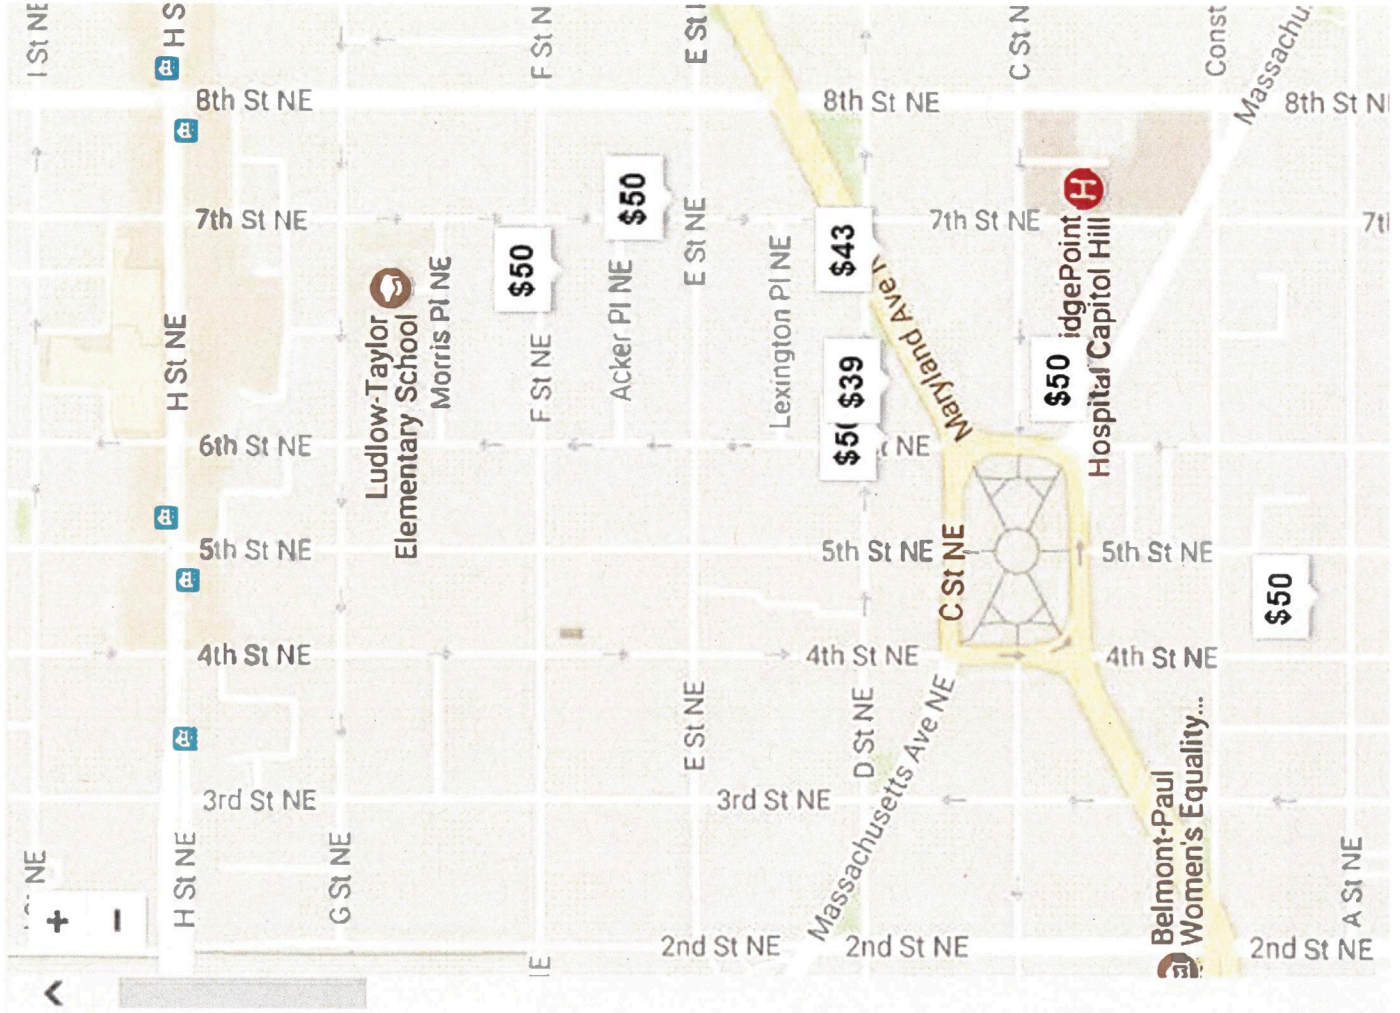 I St NE
H S
F St N
E St
C St N
Const
Massachu
8th St NE
8th St NE
8th St N
$50
7th St NE
$50
E St NE
$43
7th St NE
7t
Ludlow-Taylor
Elementary School
Morris Pl NE
F St NE
Acker Pl NE
Lexington Pl NE
Maryland Ave
$39
$50
idgePoint
Hospital Capitol Hill
H St NE
6th St NE
NE
5th St NE
5th St NE
C St NE
5th St NE
$50
4th St NE
4th St NE
4th St NE
E St NE
D St NE
Massachusetts Ave NE
3rd St NE
3rd St NE
Belmont-Paul
Women's Equality...
NE
+
−
H St NE
G St NE
2nd St NE
2nd St NE
2nd St NE
A St NE